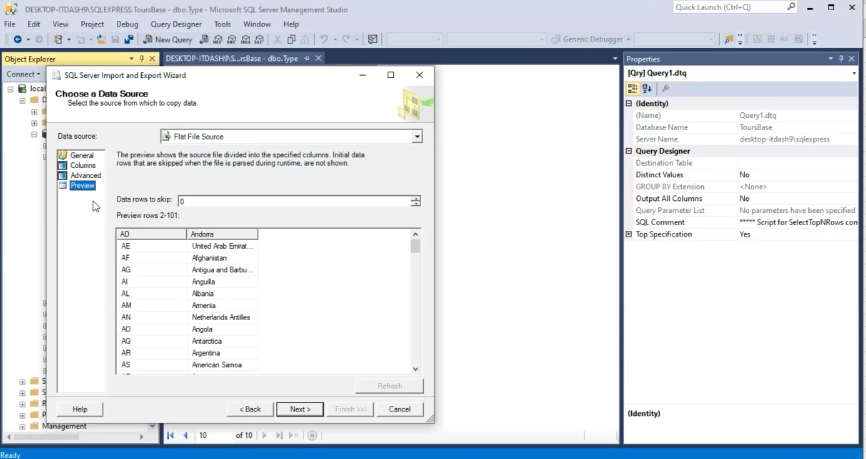 DESKTOP-ITDASH9\SQLEXPRESS.ToursBase - dbo.Type - Microsoft SQL Server Management Studio
Quick Launch (Ctrl+Q)
File Edit View Project Debug Query Designer Tools Window Help
New Query
Generic Debugger
Object Explorer
DESKTOP-ITDASH9\S...rsBase - dbo.Type
Properties
Connect
SQL Server Import and Export Wizard
[Qry] Query1.dtq
local
Choose a Data Source
Select the source from which to copy data.
Data source:
Flat File Source
General
Columns
Advanced
Preview
The preview shows the source file divided into the specified columns. Initial data
rows that are skipped when the file is parsed during runtime, are not shown.
Data rows to skip: 0
Preview rows 2-101:
AD Andorra
AE United Arab Emirat...
AF Afghanistan
AG Antigua and Barbu...
AI Anguilla
AL Albania
AM Armenia
AN Netherlands Antilles
AO Angola
AQ Antarctica
AR Argentina
AS American Samoa
Refresh
Help
< Back
Next >
Finish >>|
Cancel
Management
10 of 10
(Identity)
(Name) Query1.dtq
Database Name ToursBase
Server Name desktop-itdash9\sqlexpress
Query Designer
Destination Table
Distinct Values No
GROUP BY Extension <None>
Output All Columns No
Query Parameter List No parameters have been specified
SQL Comment ***** Script for SelectTopNRows com
Top Specification Yes
(Identity)
Ready